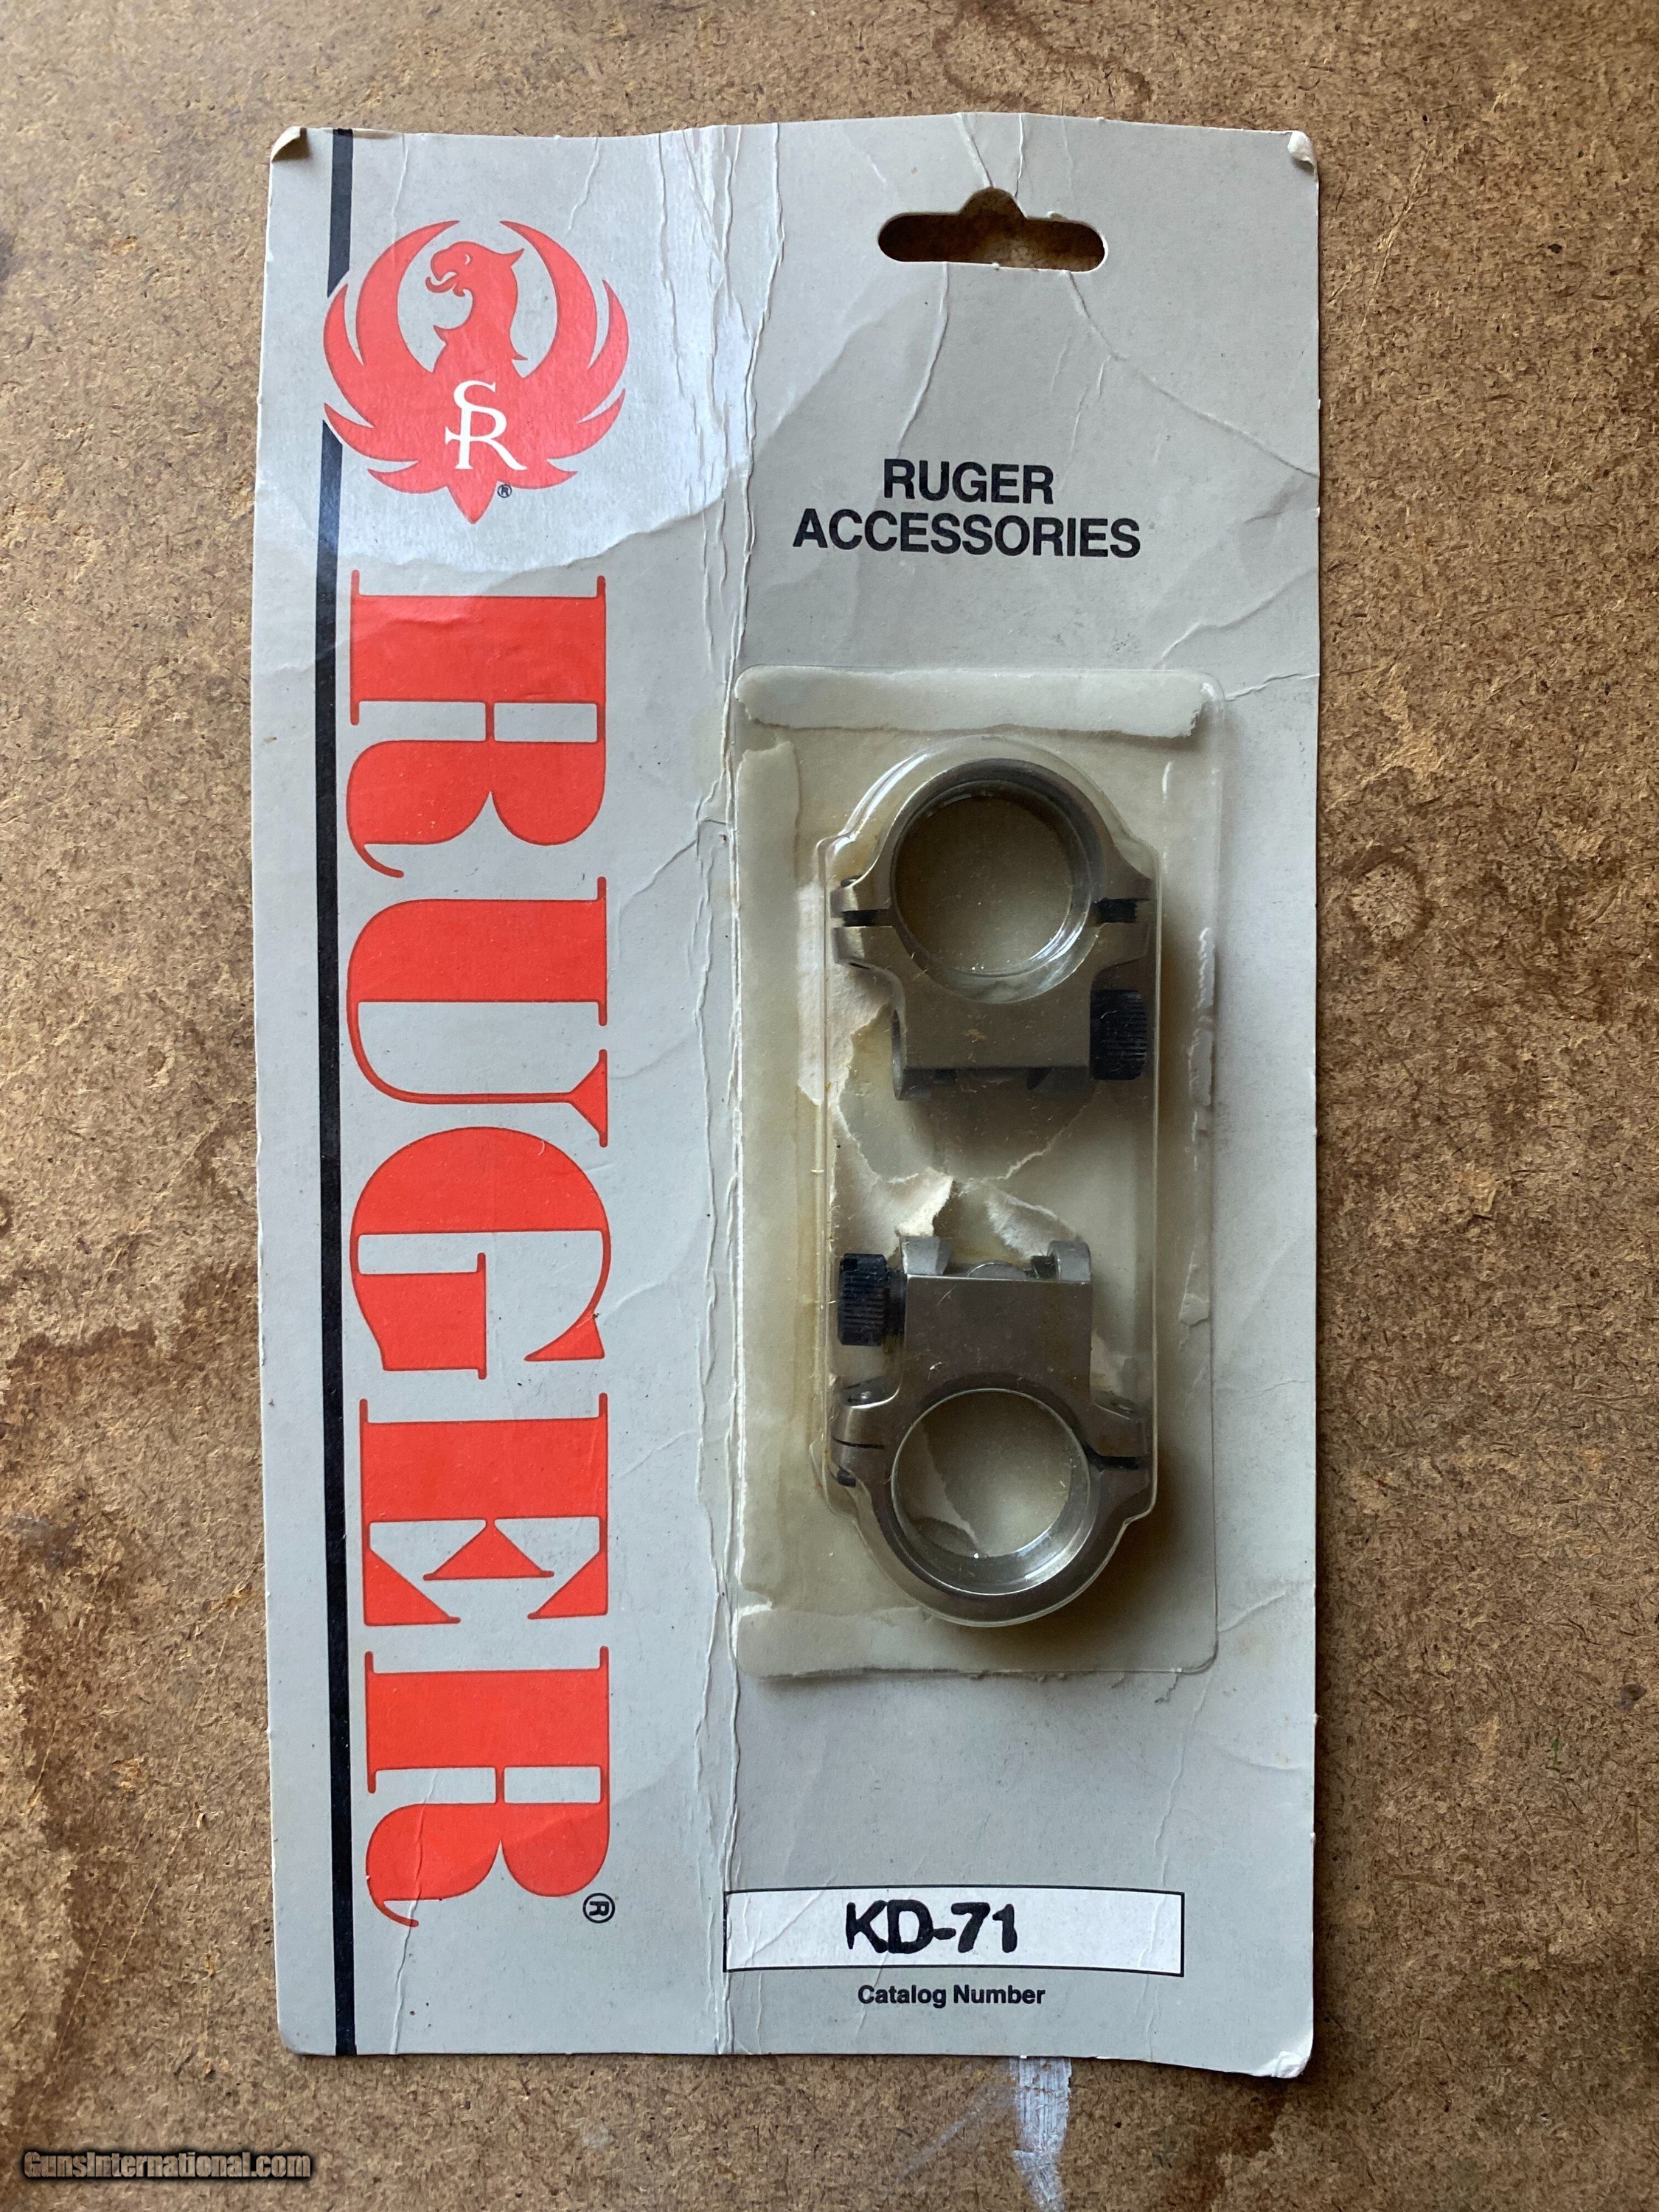 SR
®
RUGER®
RUGER
ACCESSORIES
KD-71
Catalog Number
GunsInternational.com